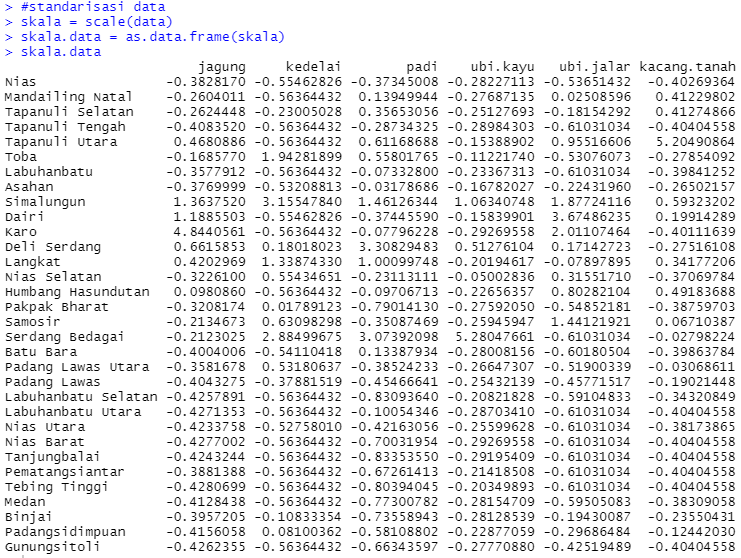 > #standarisasi data
> skala = scale(data)
> skala.data = as.data.frame(skala)
> skala.data
jagung kedelai padi ubi.kayu ubi.jalar kacang.tanah
Nias -0.3828170 -0.55462826 -0.37345008 -0.28227113 -0.53651432 -0.40269364
Mandailing Natal -0.2604011 -0.56364432 0.13949944 -0.27687135 0.02508596 0.41229802
Tapanuli Selatan -0.2624448 -0.23005028 0.35653056 -0.25127693 -0.18154292 0.41274866
Tapanuli Tengah -0.4083520 -0.56364432 -0.28734325 -0.28984303 -0.61031034 -0.40404558
Tapanuli Utara 0.4680886 -0.56364432 0.61168688 -0.15388902 0.95516606 5.20490864
Toba -0.1685770 1.94281899 0.55801765 -0.11221740 -0.53076073 -0.27854092
Labuhanbatu -0.3577912 -0.56364432 -0.07332800 -0.23367313 -0.61031034 -0.39841252
Asahan -0.3769999 -0.53208813 -0.03178686 -0.16782027 -0.22431960 -0.26502157
Simalungun 1.3637520 3.15547840 1.46126344 1.06340748 1.87724116 0.59323202
Dairi 1.1885503 -0.55462826 -0.37445590 -0.15839901 3.67486235 0.19914289
Karo 4.8440561 -0.56364432 -0.07796228 -0.29269558 2.01107464 -0.40111639
Deli Serdang 0.6615853 0.18018023 3.30829483 0.51276104 0.17142723 -0.27516108
Langkat 0.4202969 1.33874330 1.00099748 -0.20194617 -0.07897895 0.34177206
Nias Selatan -0.3226100 0.55434651 -0.23113111 -0.05002836 0.31551710 -0.37069784
Humbang Hasundutan 0.0980860 -0.56364432 -0.09706713 -0.22656357 0.80282104 0.49183688
Pakpak Bharat -0.3208174 0.01789123 -0.79014130 -0.27592050 -0.54852181 -0.38759703
Samosir -0.2134673 0.63098298 -0.35087469 -0.25945947 1.44121921 0.06710387
Serdang Bedagai -0.2123025 2.88499675 3.07392098 5.28047661 -0.61031034 -0.02798224
Batu Bara -0.4004006 -0.54110418 0.13387934 -0.28008156 -0.60180504 -0.39863784
Padang Lawas Utara -0.3581678 0.53180637 -0.38524233 -0.26647307 -0.51900339 -0.03068611
Padang Lawas -0.4043275 -0.37881519 -0.45466641 -0.25432139 -0.45771517 -0.19021448
Labuhanbatu Selatan -0.4257891 -0.56364432 -0.83093640 -0.20821828 -0.59104833 -0.34320849
Labuhanbatu Utara -0.4271353 -0.56364432 -0.10054346 -0.28703410 -0.61031034 -0.40404558
Nias Utara -0.4233758 -0.52758010 -0.42163056 -0.25599628 -0.61031034 -0.38173865
Nias Barat -0.4277002 -0.56364432 -0.70031954 -0.29269558 -0.61031034 -0.40404558
Tanjungbalai -0.4243244 -0.56364432 -0.83353550 -0.29195409 -0.61031034 -0.40404558
Pematangsiantar -0.3881388 -0.56364432 -0.67261413 -0.21418508 -0.61031034 -0.40404558
Tebing Tinggi -0.4280699 -0.56364432 -0.80394045 -0.20349893 -0.61031034 -0.40404558
Medan -0.4128438 -0.56364432 -0.77300782 -0.28154709 -0.59505083 -0.38309058
Binjai -0.3957205 -0.10833354 -0.73558943 -0.28128539 -0.19430087 -0.23550431
Padangsidimpuan -0.4156058 0.08100362 -0.58108802 -0.22877059 -0.29686484 -0.12442030
Gunungsitoli -0.4262355 -0.56364432 -0.66343597 -0.27770880 -0.42519489 -0.40404558